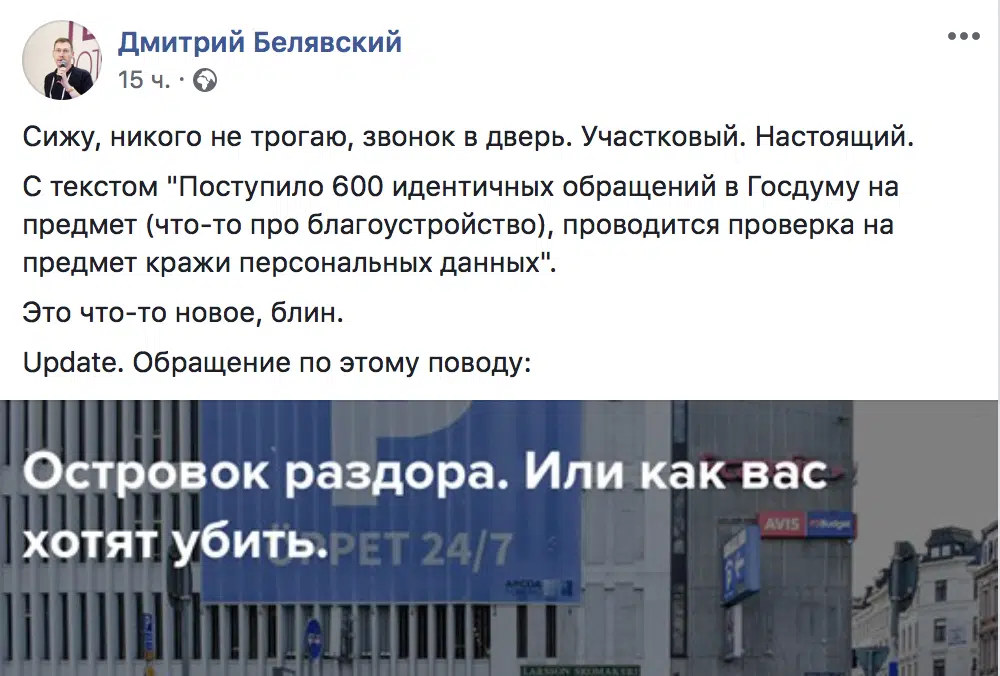 Дмитрий Белявский
15 ч. ·
Сижу, никого не трогаю, звонок в дверь. Участковый. Настоящий.
С текстом "Поступило 600 идентичных обращений в Госдуму на
предмет (что-то про благоустройство), проводится проверка на
предмет кражи персональных данных".
Это что-то новое, блин.
Update. Обращение по этому поводу:
Островок раздора. Или как вас
хотят убить.
ÖPPET 24/7
AVIS
Budget
P